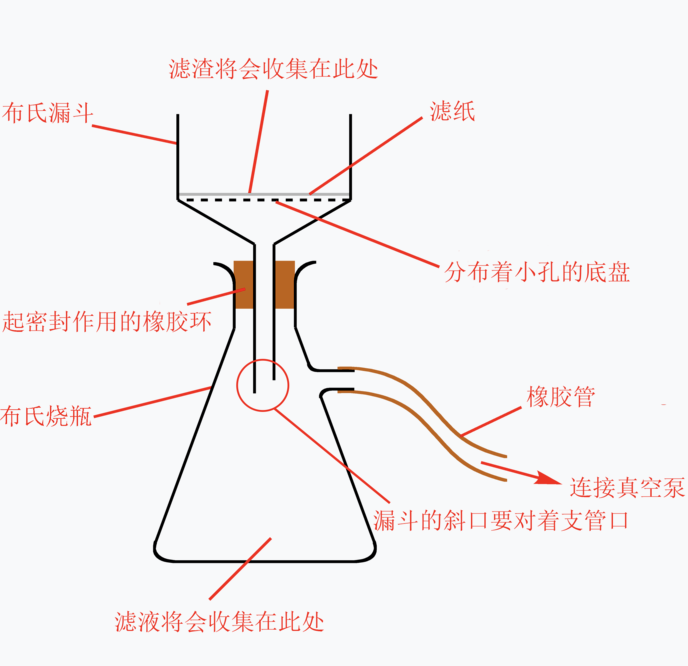 滤渣将会收集在此处
布氏漏斗
滤纸
分布着小孔的底盘
起密封作用的橡胶环
布氏烧瓶
橡胶管
连接真空泵
漏斗的斜口要对着支管口
滤液将会收集在此处